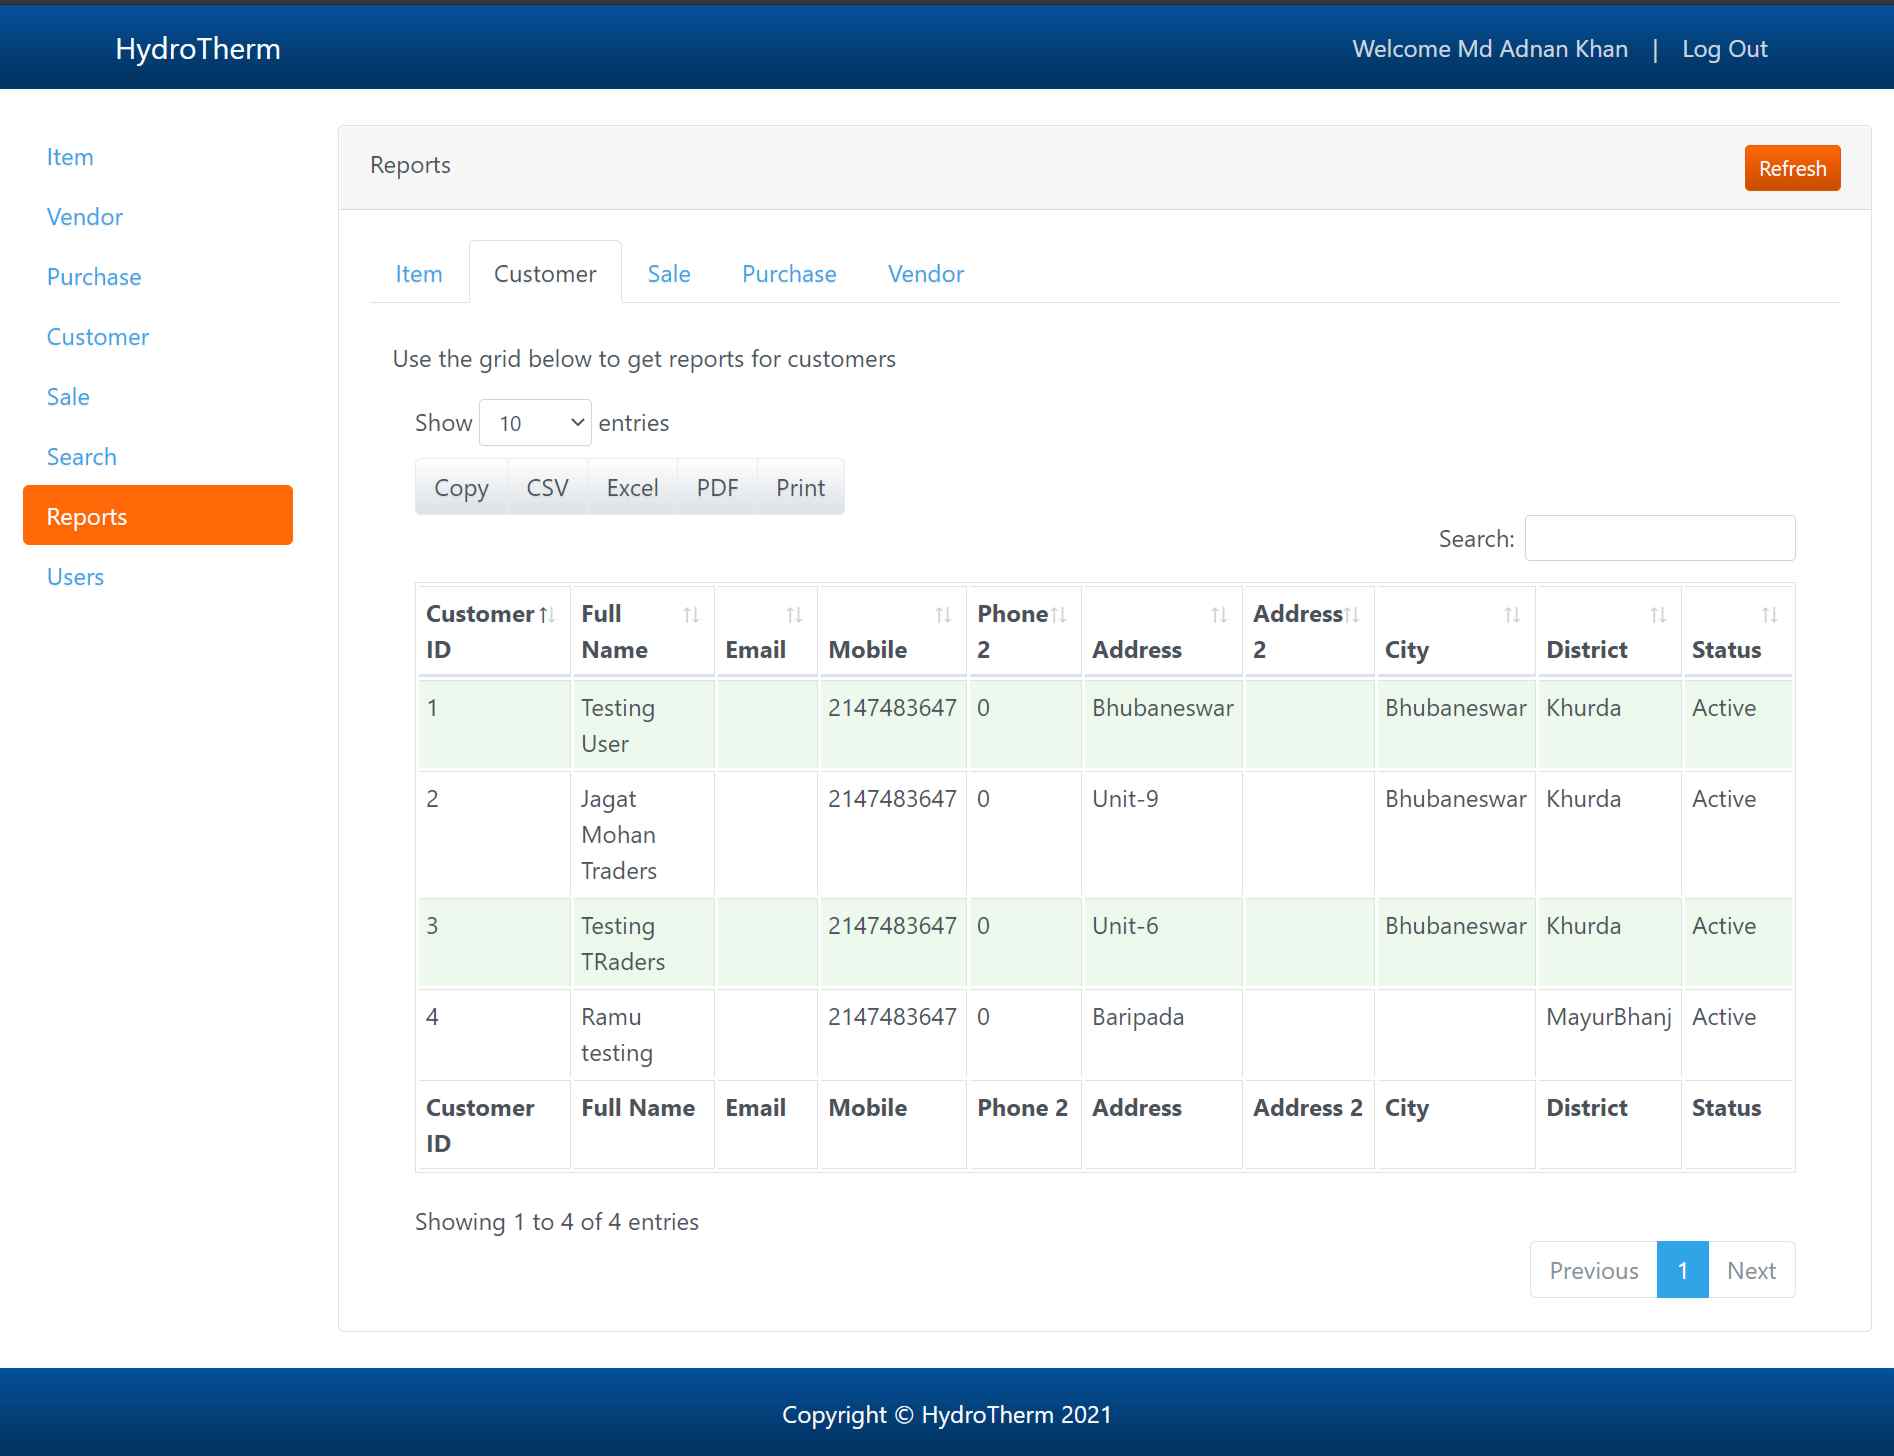 HydroTherm
Welcome Md Adnan Khan | Log Out
Item
Vendor
Purchase
Customer
Sale
Search
Reports
Users
Reports
Refresh
Item Customer Sale Purchase Vendor
Use the grid below to get reports for customers
Show 10 entries
Copy CSV Excel PDF Print
Search:
Customer ID Full Name Email Mobile Phone 2 Address Address 2 City District Status
1 Testing User 2147483647 0 Bhubaneswar Bhubaneswar Khurda Active
2 Jagat Mohan Traders 2147483647 0 Unit-9 Bhubaneswar Khurda Active
3 Testing TRaders 2147483647 0 Unit-6 Bhubaneswar Khurda Active
4 Ramu testing 2147483647 0 Baripada MayurBhanj Active
Customer ID Full Name Email Mobile Phone 2 Address Address 2 City District Status
Showing 1 to 4 of 4 entries
Previous 1 Next
Copyright © HydroTherm 2021